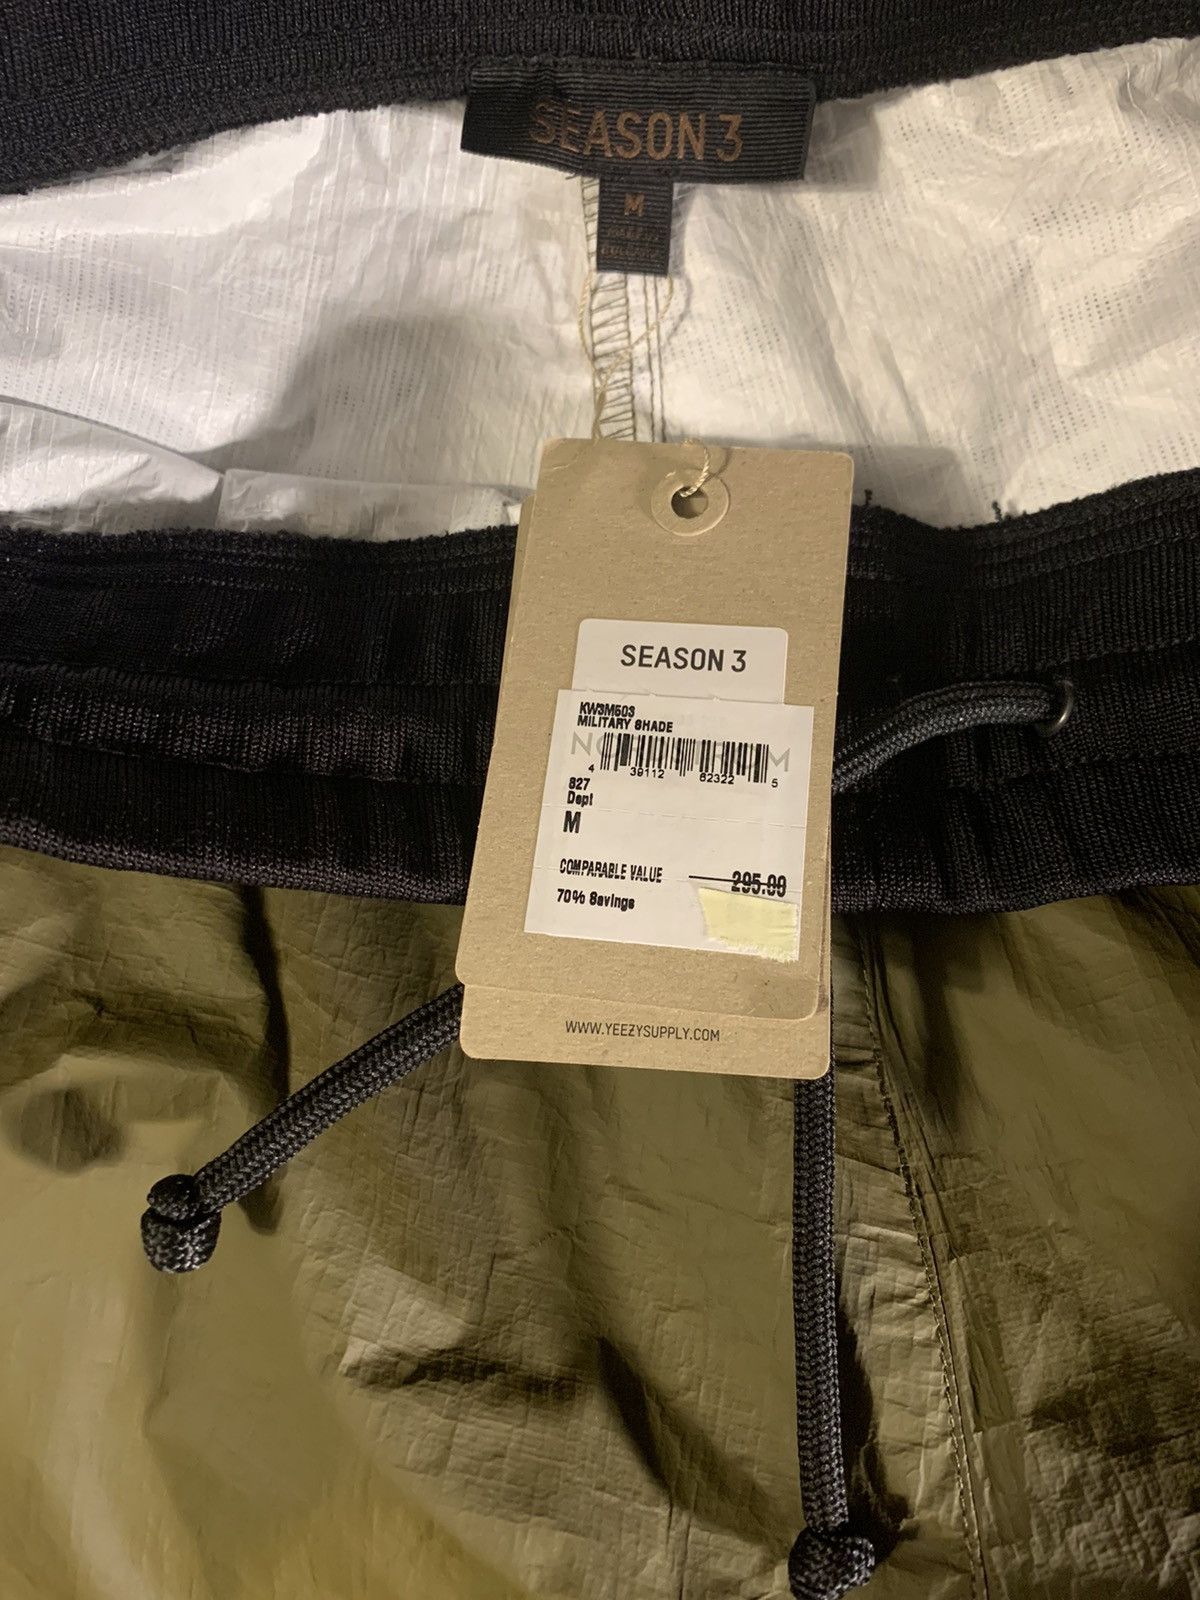 SEASON 3
M
SEASON 3
KW3M503
MILITARY SHADE
4 39112 62322 5
827
Dept
M
COMPARABLE VALUE 295.00
70% Savings
WWW.YEEZYSUPPLY.COM